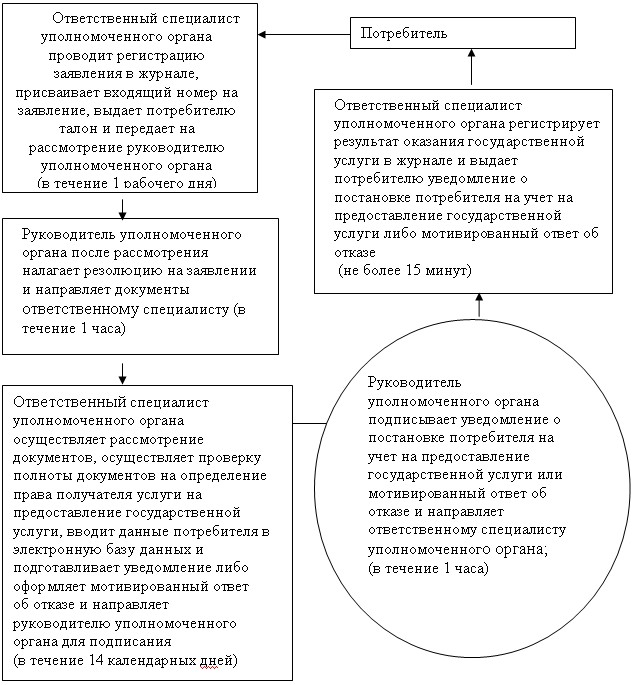 Потребитель
Ответственный специалист
уполномоченного органа
проводит регистрацию
заявления в журнале,
присваивает входящий номер на
заявление, выдает потребителю
талон и передает на
рассмотрение руководителю
уполномоченного органа
(в течение 1 рабочего дня)
Руководитель уполномоченного
органа после рассмотрения
налагает резолюцию на заявлении
и направляет документы
ответственному специалисту (в
течение 1 часа)
Ответственный специалист
уполномоченного органа
осуществляет рассмотрение
документов, осуществляет проверку
полноты документов на определение
права получателя услуги на
предоставление государственной
услуги, вводит данные потребителя в
электронную базу данных и
подготавливает уведомление либо
оформляет мотивированный ответ
об отказе и направляет
руководителю уполномоченного
органа для подписания
(в течение 14 календарных дней)
Руководитель
уполномоченного органа
подписывает уведомление о
постановке потребителя на
учет на предоставление
государственной услуги или
мотивированный ответ об
отказе и направляет
ответственному специалисту
уполномоченного органа;
(в течение 1 часа)
Ответственный специалист
уполномоченного органа регистрирует
результат оказания государственной
услуги в журнале и выдает
потребителю уведомление о
постановке потребителя на учет на
предоставление государственной
услуги либо мотивированный ответ об
отказе
(не более 15 минут)